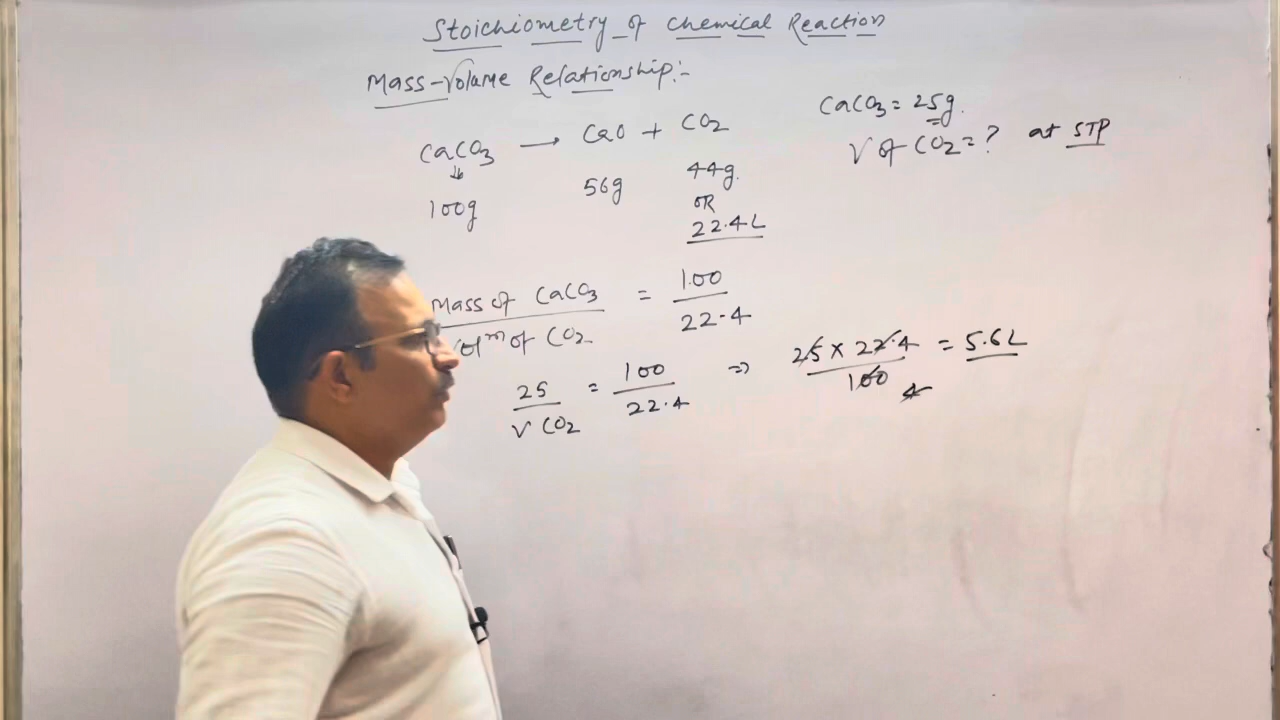 Stoichiometry of Chemical Reaction
Mass-Volume Relationship:-
CaCO3 → CaO + CO2
100g 56g 44g.
OR
22.4L
CaCO3 = 25g.
V of CO2 = ? at STP
Mass of CaCO3 = 100
ol^m of CO2 22.4
25 = 100 ⇒ 25 × 22.4 = 5.6L
V CO2 22.4 100
4